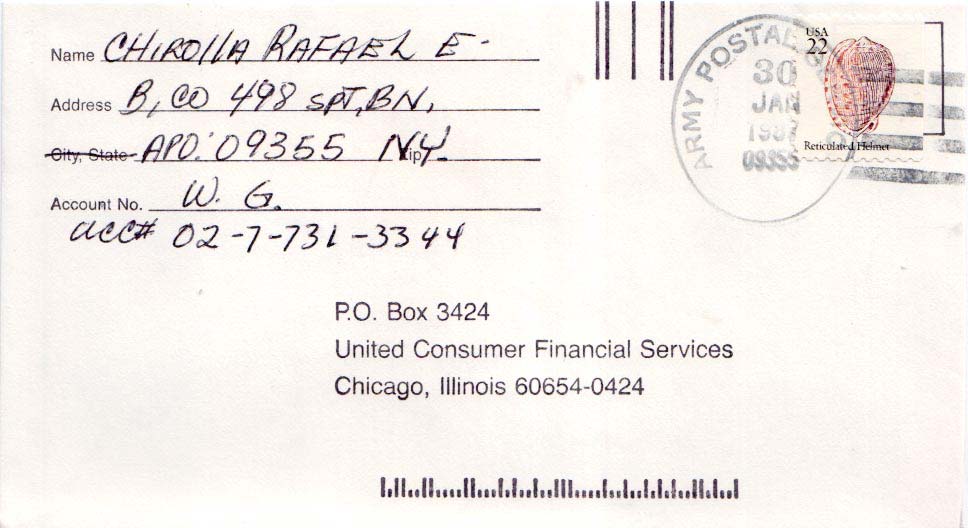 Name CHIROLLA RAFAEL E-
Address B, CO 498 SPT, BN,
City, State APO. 09355 N.Y. Zip
Account No. W. G.
acc# 02-7-731-3344
ARMY POSTAL
30
JAN
1987
09355
USA
22
Reticulated Helmet
P.O. Box 3424
United Consumer Financial Services
Chicago, Illinois 60654-0424